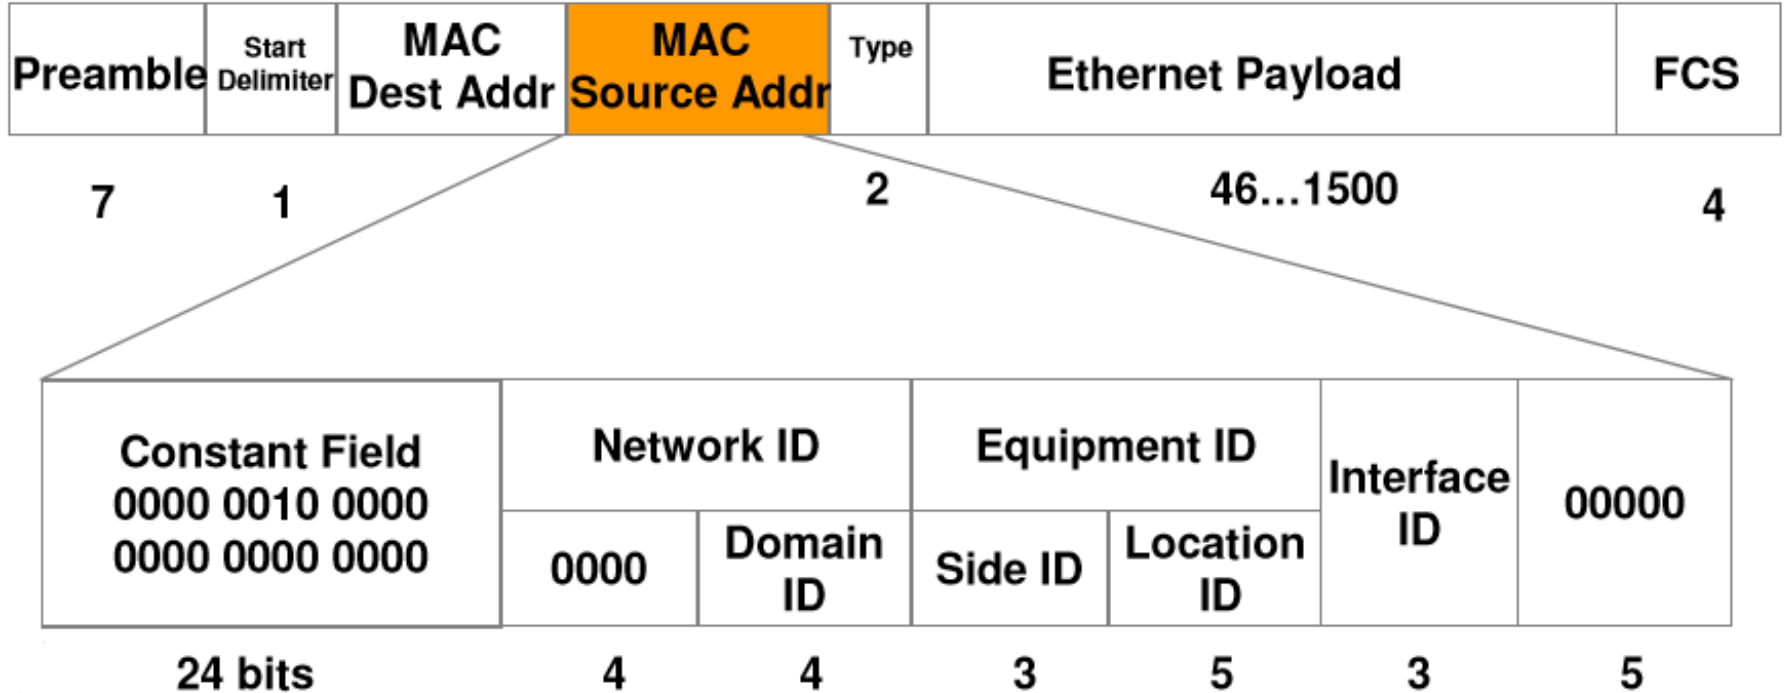 Preamble
Start
Delimiter
MAC
Dest Addr
MAC
Source Addr
Type
Ethernet Payload
FCS
7
1
2
46...1500
4
Constant Field
0000 0010 0000
0000 0000 0000
Network ID
Equipment ID
Interface
ID
00000
0000
Domain
ID
Side ID
Location
ID
24 bits
4
4
3
5
3
5